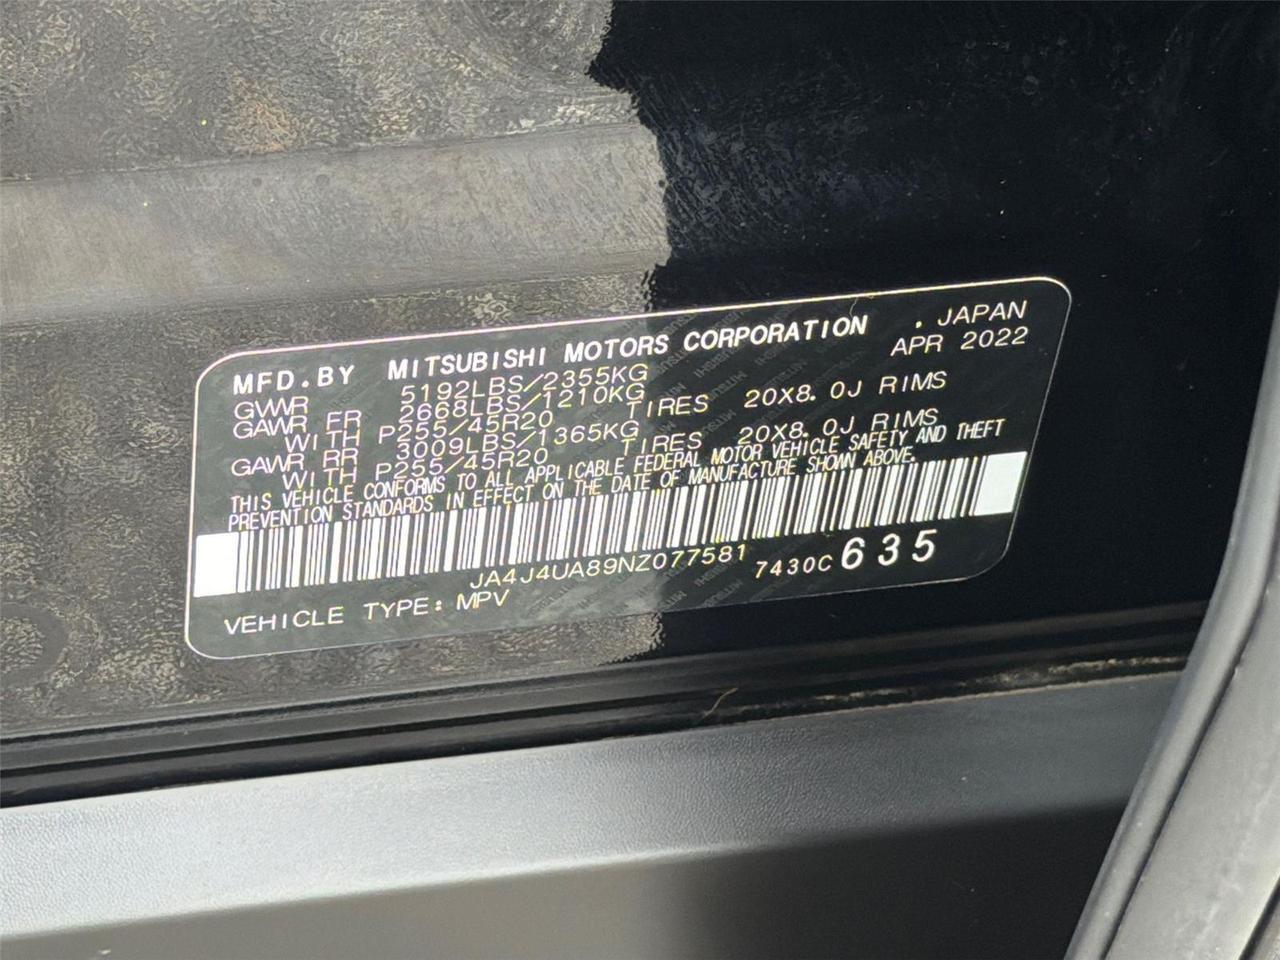 MFD.BY MITSUBISHI MOTORS CORPORATION . JAPAN
GVWR 5192LBS/2355KG APR 2022
GAWR FR 2668LBS/1210KG
WITH P255/45R20 TIRES 20X8.0J RIMS
GAWR RR 3009LBS/1365KG
WITH P255/45R20 TIRES 20X8.0J RIMS
THIS VEHICLE CONFORMS TO ALL APPLICABLE FEDERAL MOTOR VEHICLE SAFETY AND THEFT
PREVENTION STANDARDS IN EFFECT ON THE DATE OF MANUFACTURE SHOWN ABOVE.
JA4J4UA89NZ077581 7430C 635
VEHICLE TYPE: MPV